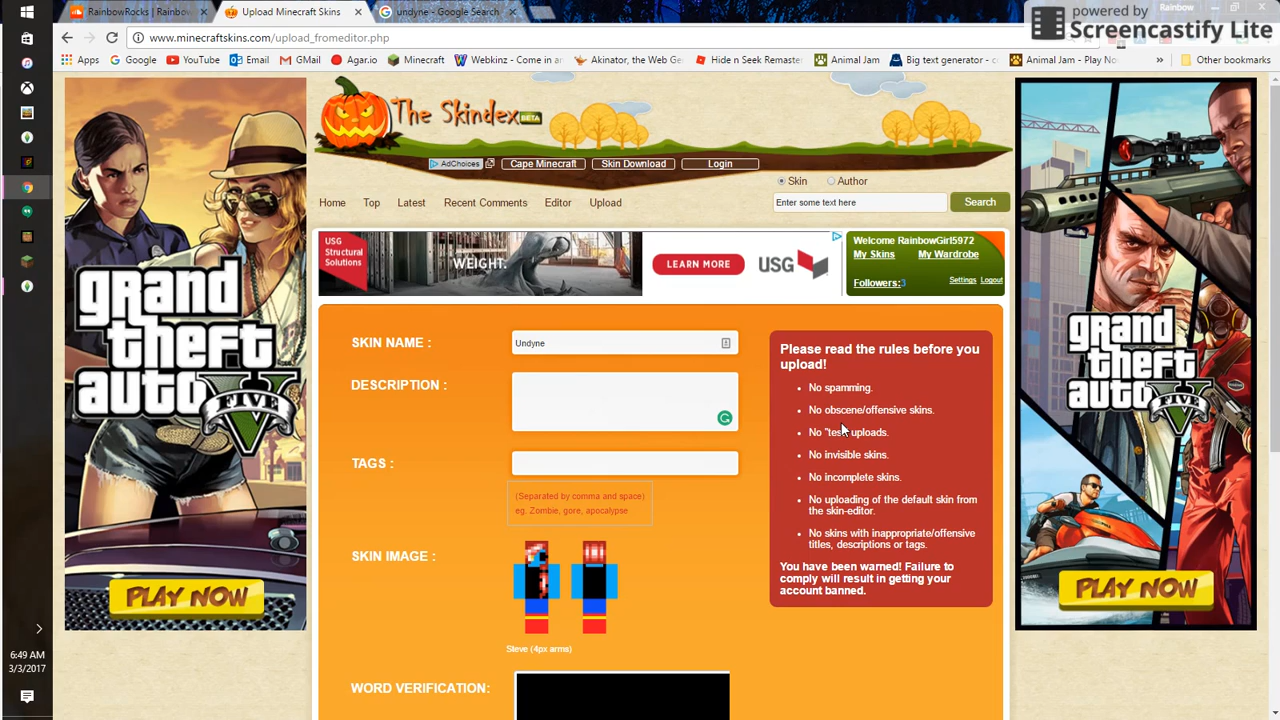 RainbowRocks | Rainbow
Upload Minecraft Skins
undyne - Google Search
Rainbow
powered by
Screencastify Lite
www.minecraftskins.com/upload_fromeditor.php
Apps
Google
YouTube
Email
GMail
Agar.io
Minecraft
Webkinz - Come in a
Akinator, the Web Ge
Hide n Seek Remaste
Animal Jam
Big text generator - c
Animal Jam - Play No
»
Other bookmarks
The Skindex BETA
AdChoices
Cape Minecraft
Skin Download
Login
Skin
Author
Home
Top
Latest
Recent Comments
Editor
Upload
Enter some text here
Search
USG
Structural
Solutions
WEIGHT.
LEARN MORE
USG
Welcome RainbowGirl5972
My Skins
My Wardrobe
Followers:3
Settings
Logout
grand
theft
auto
FIVE
PLAY NOW
SKIN NAME :
Undyne
DESCRIPTION :
TAGS :
(Separated by comma and space)
eg. Zombie, gore, apocalypse
SKIN IMAGE :
Steve (4px arms)
WORD VERIFICATION:
Please read the rules before you
upload!
• No spamming.
• No obscene/offensive skins.
• No "test" uploads.
• No invisible skins.
• No incomplete skins.
• No uploading of the default skin from
the skin-editor.
• No skins with inappropriate/offensive
titles, descriptions or tags.
You have been warned! Failure to
comply will result in getting your
account banned.
grand
theft
auto
FIVE
PLAY NOW
6:49 AM
3/3/2017